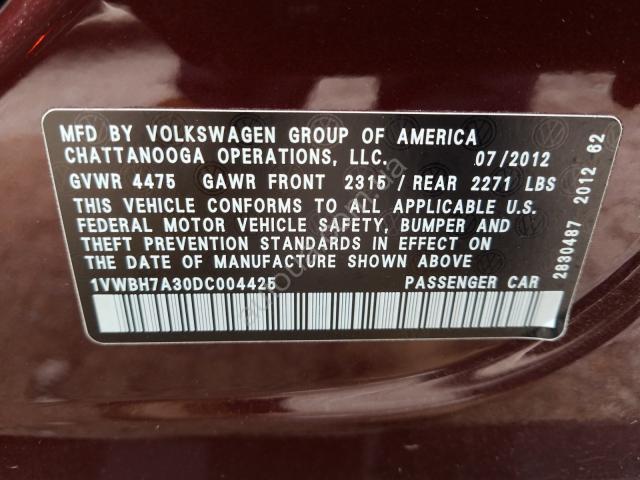 MFD BY VOLKSWAGEN GROUP OF AMERICA
CHATTANOOGA OPERATIONS, LLC. 07/2012
GVWR 4475 GAWR FRONT 2315 / REAR 2271 LBS
THIS VEHICLE CONFORMS TO ALL APPLICABLE U.S.
FEDERAL MOTOR VEHICLE SAFETY, BUMPER AND
THEFT PREVENTION STANDARDS IN EFFECT ON
THE DATE OF MANUFACTURE SHOWN ABOVE
1VWBH7A30DC004425 PASSENGER CAR
2830487 2012 62